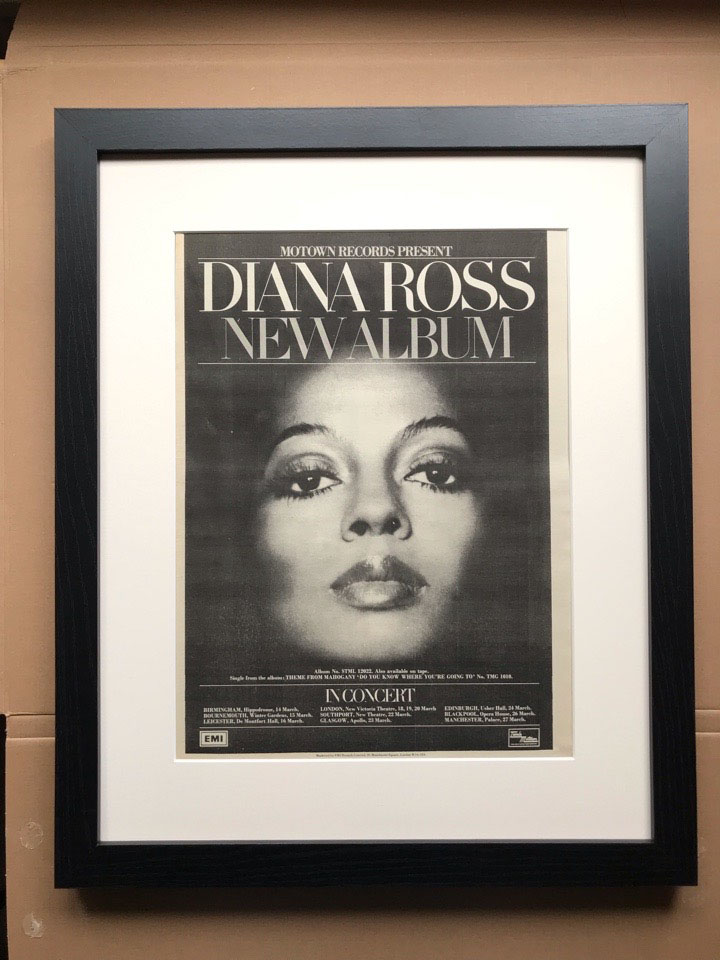 MOTOWN RECORDS PRESENT
DIANA ROSS
NEW ALBUM
Album No. STML 12022. Also available on tape.
Single from the album: THEME FROM MAHOGANY 'DO YOU KNOW WHERE YOU'RE GOING TO' No. TMG 1010.
IN CONCERT
BIRMINGHAM, Hippodrome, 14 March.
BOURNEMOUTH, Winter Gardens, 15 March.
LEICESTER, De Montfort Hall, 16 March.
LONDON, New Victoria Theatre, 18, 19, 20 March
SOUTHPORT, New Theatre, 22 March.
GLASGOW, Apollo, 23 March.
EDINBURGH, Usher Hall, 24 March.
BLACKPOOL, Opera House, 26 March.
MANCHESTER, Palace, 27 March.
EMI